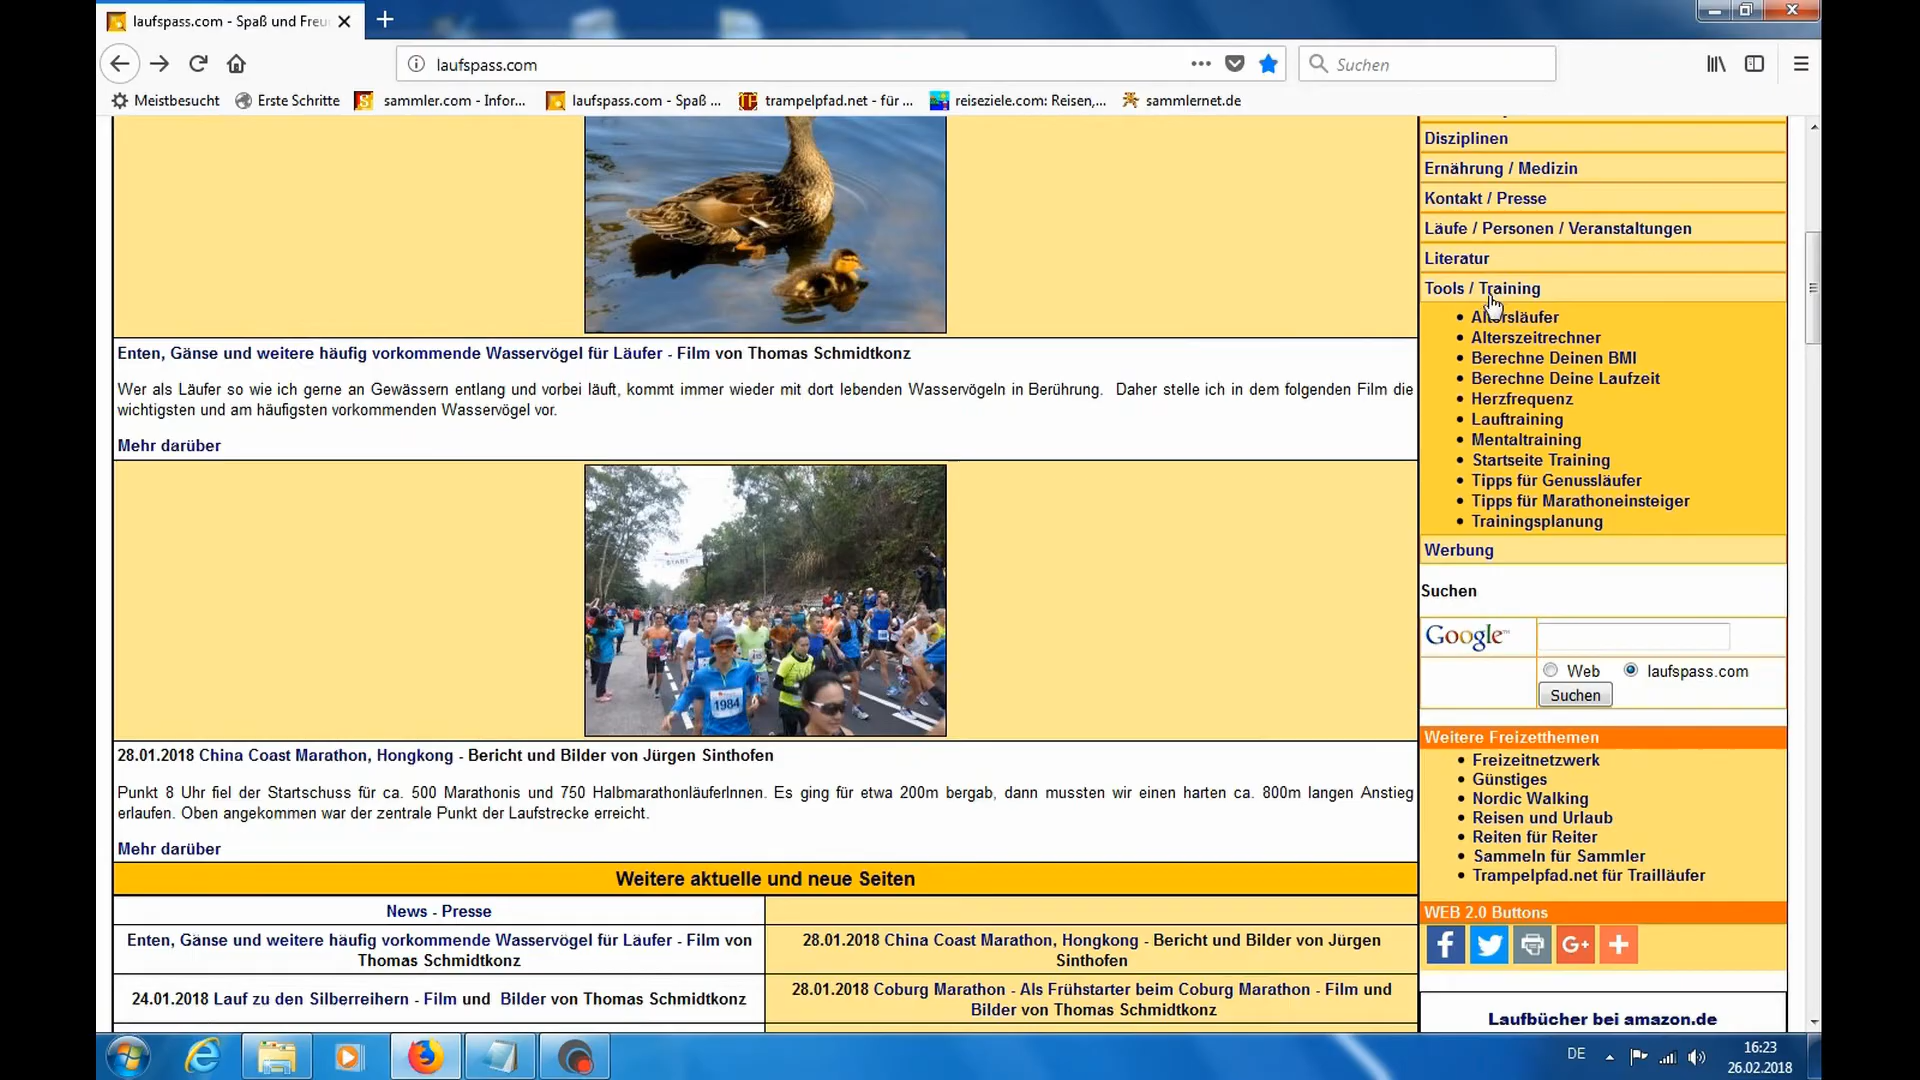 laufspass.com - Spaß und Freu
laufspass.com
Suchen
Meistbesucht
Erste Schritte
sammler.com - Infor...
laufspass.com - Spaß ...
trampelpfad.net - für ...
reiseziele.com: Reisen,...
sammlernet.de
Enten, Gänse und weitere häufig vorkommende Wasservögel für Läufer - Film von Thomas Schmidtkonz
Wer als Läufer so wie ich gerne an Gewässern entlang und vorbei läuft, kommt immer wieder mit dort lebenden Wasservögeln in Berührung. Daher stelle ich in dem folgenden Film die
wichtigsten und am häufigsten vorkommenden Wasservögel vor.
Mehr darüber
START
1984
28.01.2018 China Coast Marathon, Hongkong - Bericht und Bilder von Jürgen Sinthofen
Punkt 8 Uhr fiel der Startschuss für ca. 500 Marathonis und 750 HalbmarathonläuferInnen. Es ging für etwa 200m bergab, dann mussten wir einen harten ca. 800m langen Anstieg
erlaufen. Oben angekommen war der zentrale Punkt der Laufstrecke erreicht.
Mehr darüber
Weitere aktuelle und neue Seiten
News - Presse
Enten, Gänse und weitere häufig vorkommende Wasservögel für Läufer - Film von
Thomas Schmidtkonz
28.01.2018 China Coast Marathon, Hongkong - Bericht und Bilder von Jürgen
Sinthofen
24.01.2018 Lauf zu den Silberreihern - Film und Bilder von Thomas Schmidtkonz
28.01.2018 Coburg Marathon - Als Frühstarter beim Coburg Marathon - Film und
Bilder von Thomas Schmidtkonz
Disziplinen
Ernährung / Medizin
Kontakt / Presse
Läufe / Personen / Veranstaltungen
Literatur
Tools / Training
Altersläufer
Alterszeitrechner
Berechne Deinen BMI
Berechne Deine Laufzeit
Herzfrequenz
Lauftraining
Mentaltraining
Startseite Training
Tipps für Genussläufer
Tipps für Marathoneinsteiger
Trainingsplanung
Werbung
Suchen
Google™
Web laufspass.com
Suchen
Weitere Freizetthemen
Freizeitnetzwerk
Günstiges
Nordic Walking
Reisen und Urlaub
Reiten für Reiter
Sammeln für Sammler
Trampelpfad.net für Trailläufer
WEB 2.0 Buttons
Laufbücher bei amazon.de
DE
16:23
26.02.2018